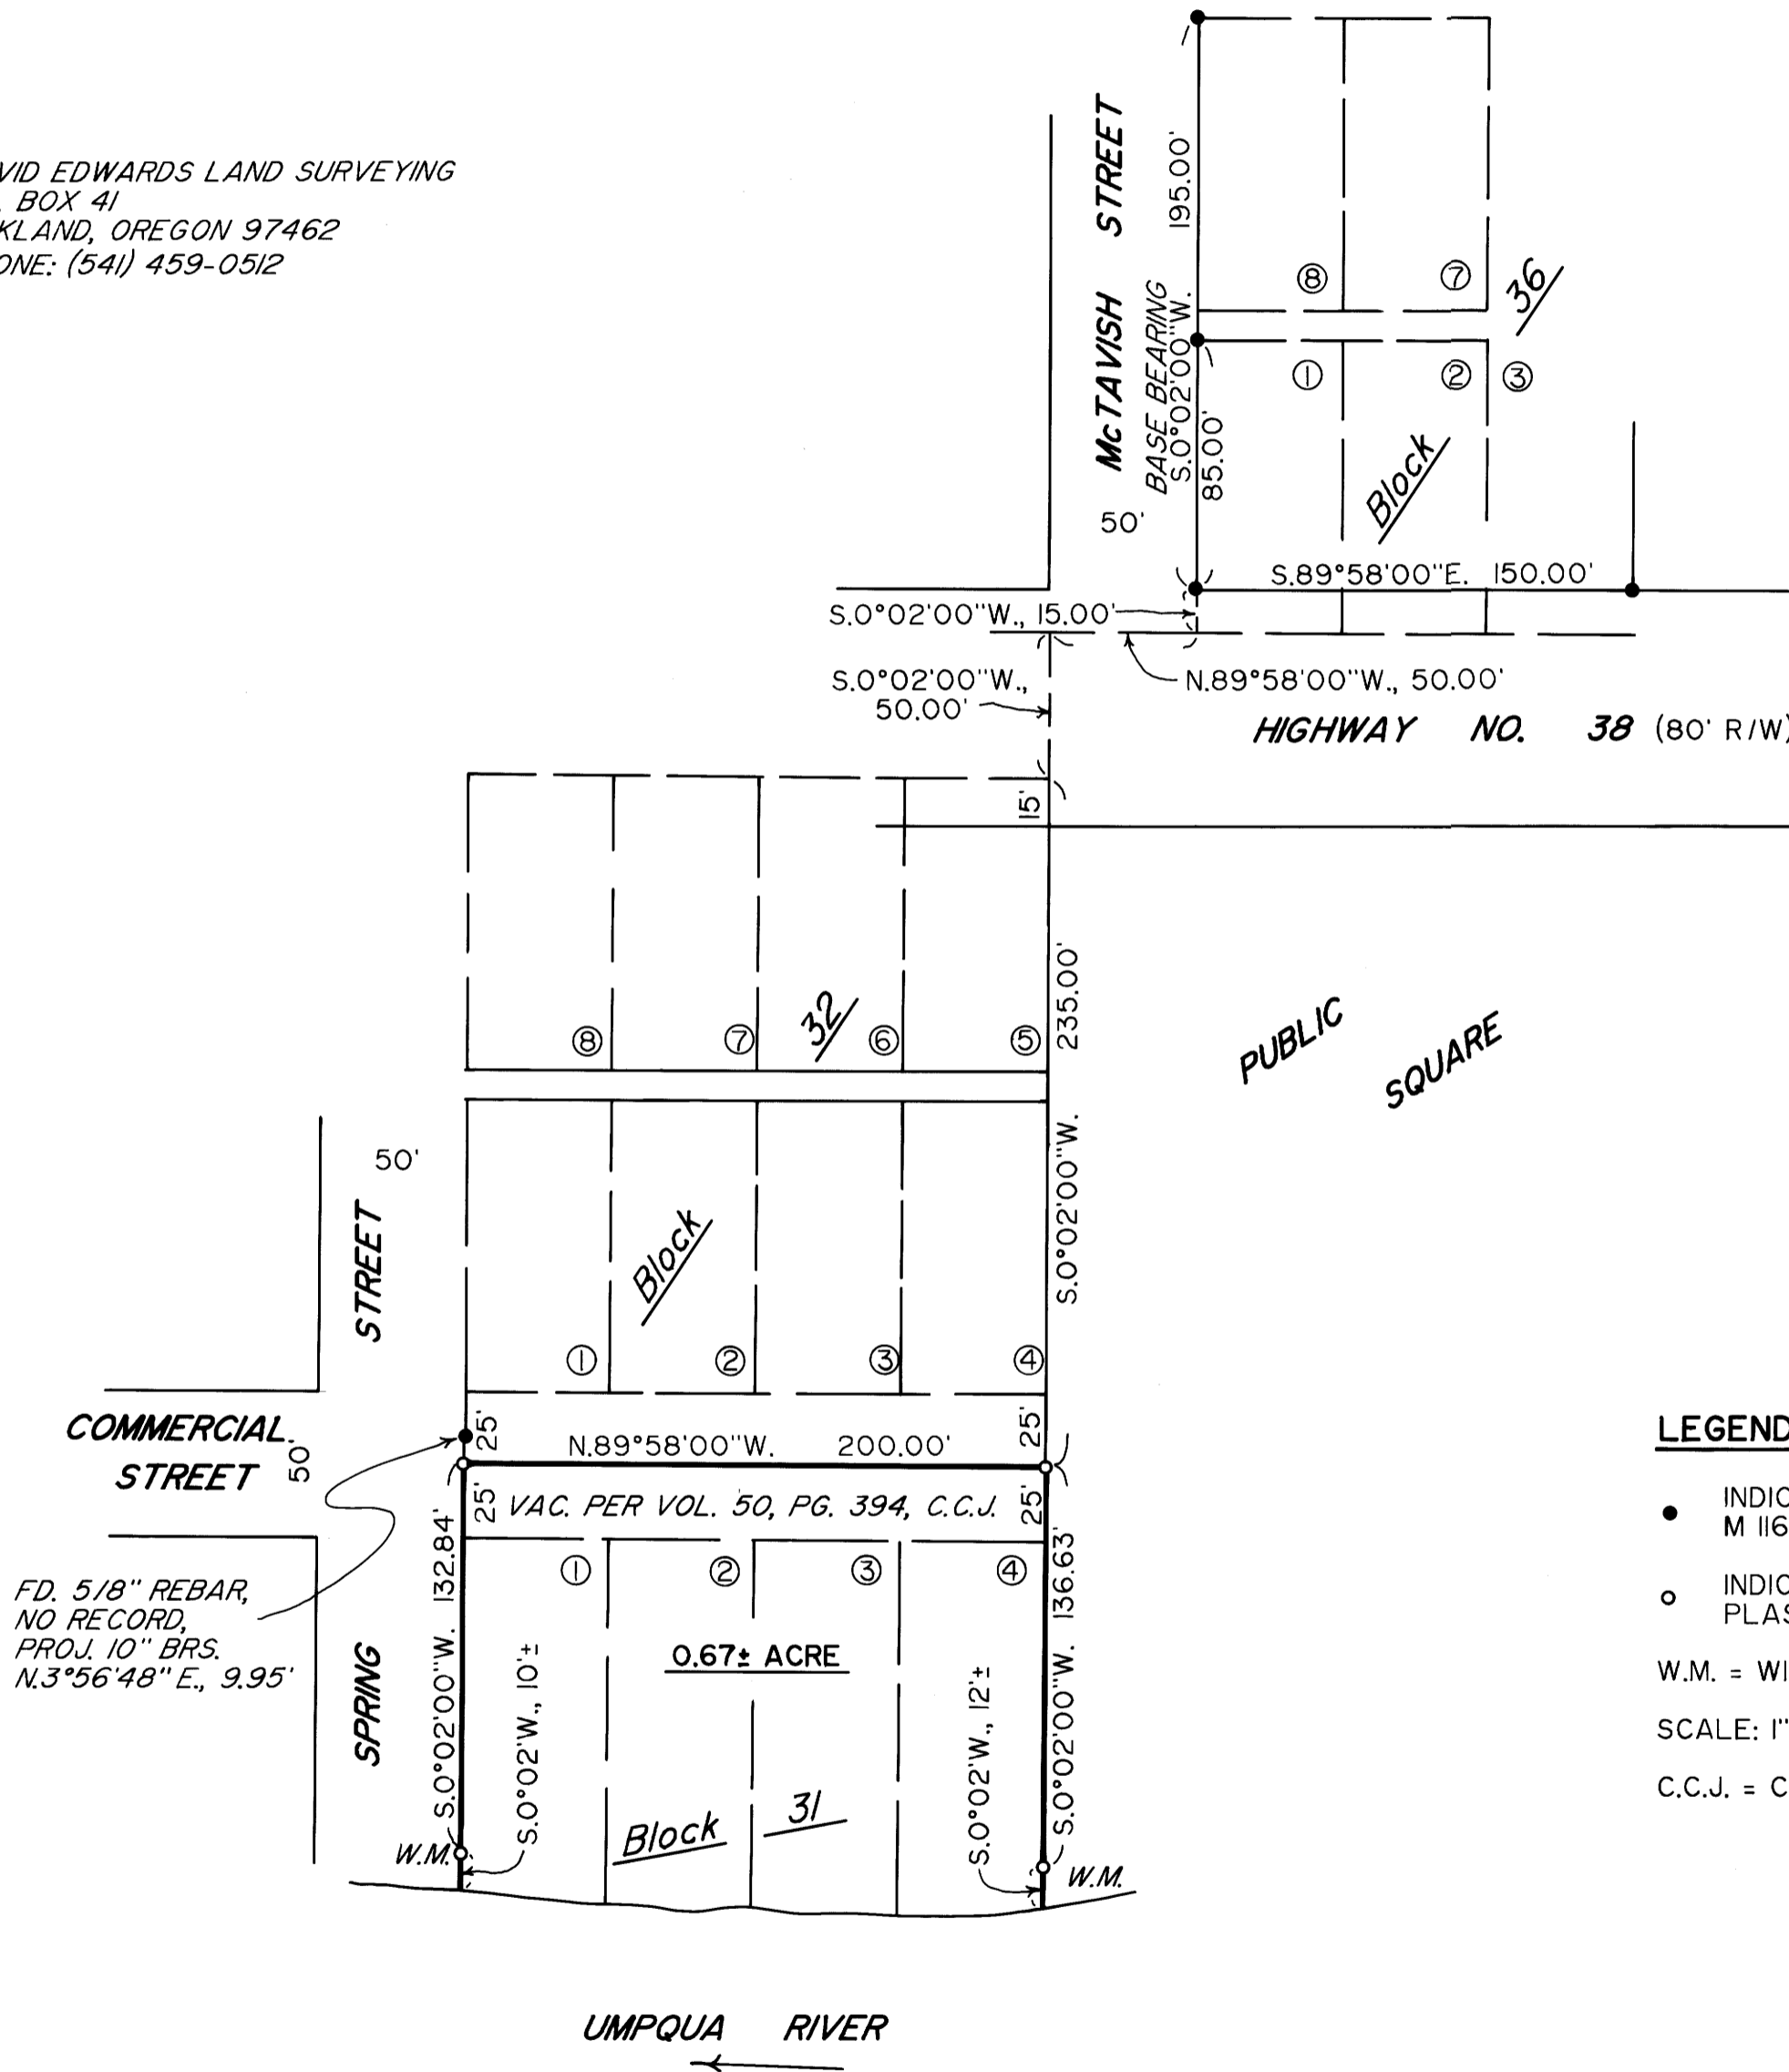 VID EDWARDS LAND SURVEYING
BOX 41
KLAND, OREGON 97462
ONE: (541) 459-0512
McTAVISH STREET
BASE BEARING
S.0°02'00"W.
195.00'
85.00'
50'
⑧
⑦
36
①
②
③
Block
S.89°58'00"E. 150.00'
S.0°02'00"W., 15.00'
S.0°02'00"W.,
50.00'
N.89°58'00"W., 50.00'
HIGHWAY NO. 38 (80' R/W)
15'
235.00'
S.0°02'00"W.
PUBLIC
SQUARE
⑧
⑦
32
⑥
⑤
50'
STREET
Block
①
②
③
④
COMMERCIAL
STREET
50'
25'
N.89°58'00"W. 200.00'
25'
25'
VAC. PER VOL. 50, PG. 394, C.C.J.
25'
FD. 5/8" REBAR,
NO RECORD,
PROJ. 10" BRS.
N.3°56'48"E., 9.95'
SPRING
S.0°02'00"W. 132.84'
S.0°02'W., 10'±
①
②
③
④
0.67± ACRE
S.0°02'W., 12'±
S.0°02'00"W. 136.63'
Block 31
W.M.
W.M.
UMPQUA RIVER
LEGEND
INDIC
M 116
INDIC
PLAS
W.M. = WI
SCALE: 1"
C.C.J. = C